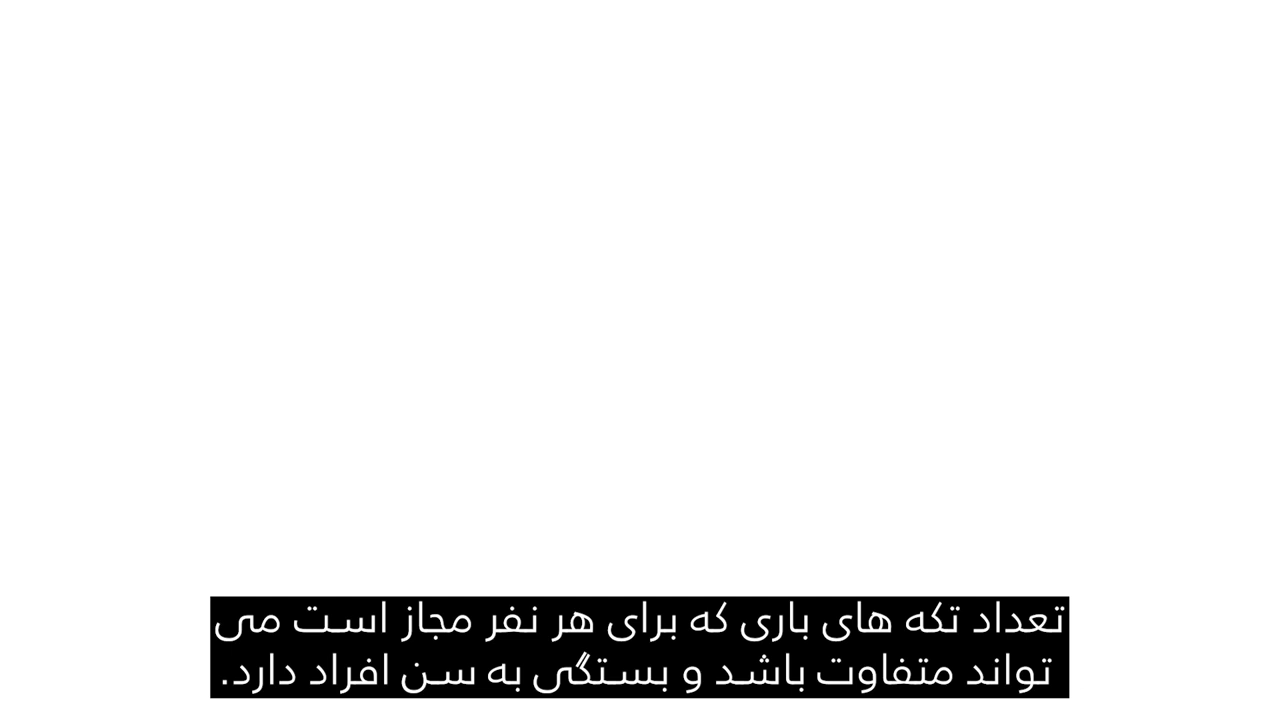 تعداد تکه های باری که برای هر نفر مجاز است می
تواند متفاوت باشد و بستگی به سن افراد دارد.